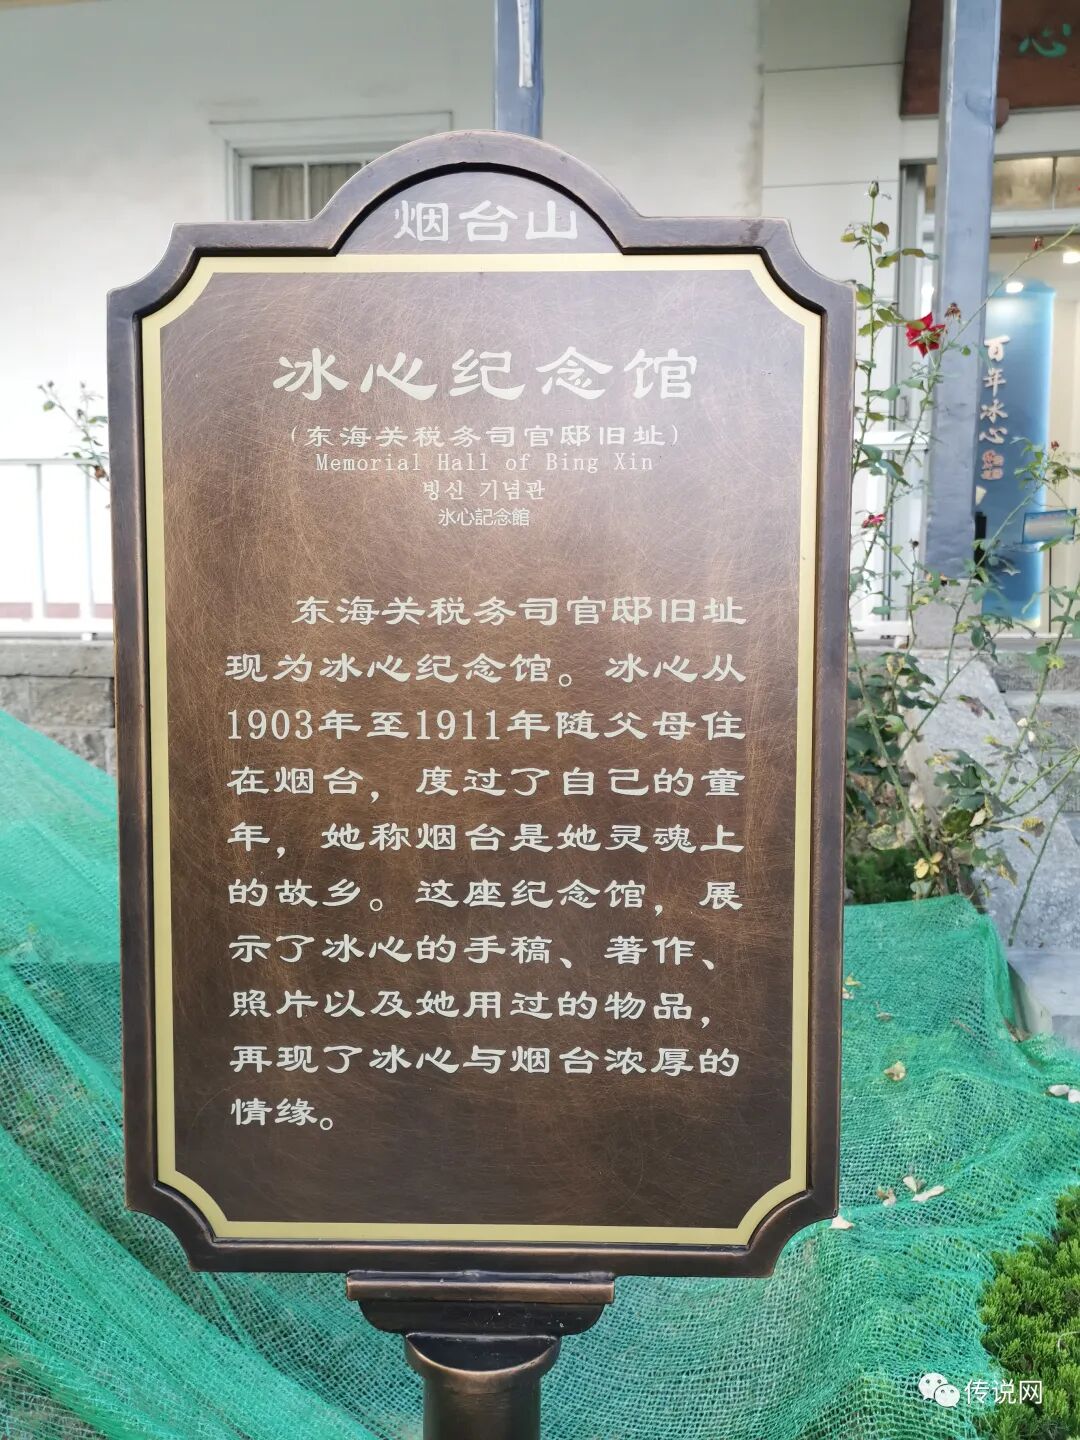 烟台山
冰心纪念馆
（东海关税务司官邸旧址）
Memorial Hall of Bing Xin
빙신 기념관
氷心記念館
东海关税务司官邸旧址
现为冰心纪念馆。冰心从
1903年至1911年随父母住
在烟台，度过了自己的童
年，她称烟台是她灵魂上
的故乡。这座纪念馆，展
示了冰心的手稿、著作、
照片以及她用过的物品，
再现了冰心与烟台浓厚的
情缘。
心
百年冰心
传说网